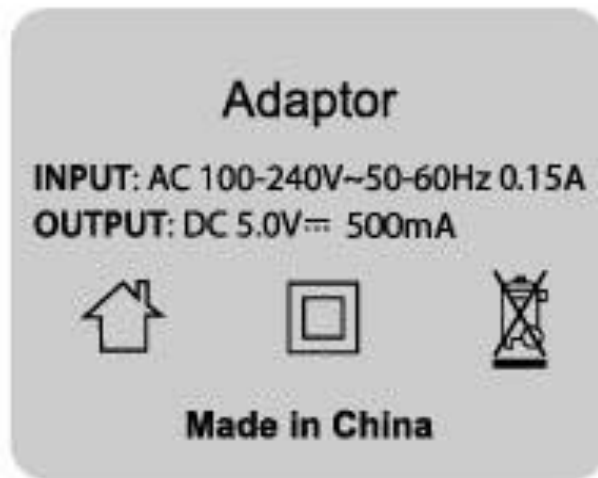 Adaptor
INPUT: AC 100-240V~50-60Hz 0.15A
OUTPUT: DC 5.0V⎓ 500mA
Made in China